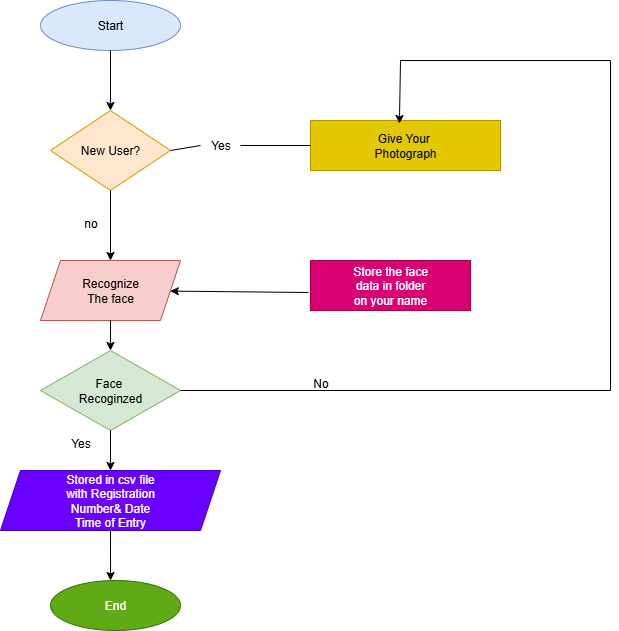 Start
New User?
Yes
Give Your
Photograph
no
Recognize
The face
Store the face
data in folder
on your name
Face
Recoginzed
No
Yes
Stored in csv file
with Registration
Number& Date
Time of Entry
End